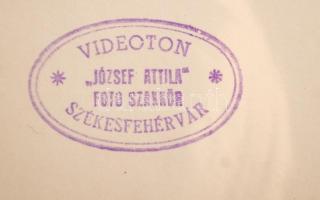 VIDEOTON
* „JÓZSEF ATTILA“ *
FOTO SZAKKÖR
SZÉKESFEHÉRVÁR